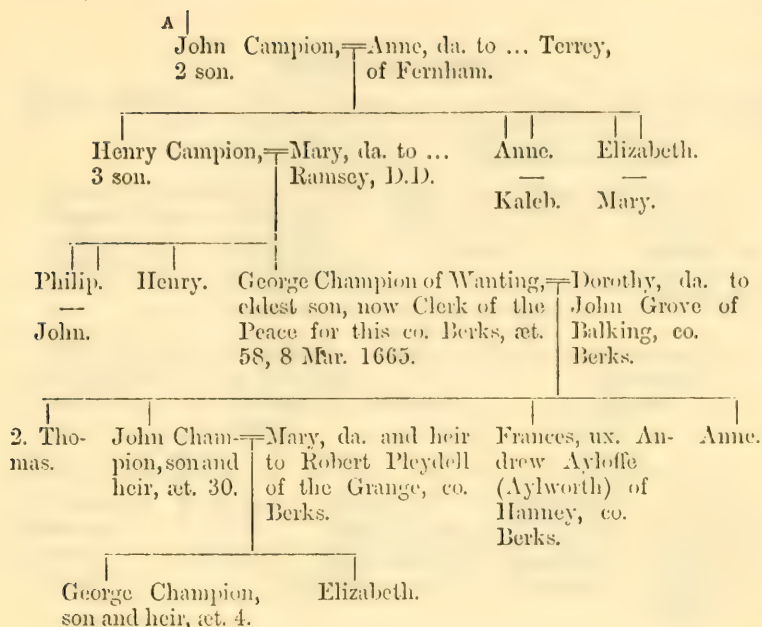 A
John Campion,
2 son.
Anne, da. to ... Terrey,
of Fernham.
Henry Campion,
3 son.
Mary, da. to ...
Ramsey, D.D.
Anne.
—
Kaleb.
Elizabeth.
—
Mary.
Philip.
—
John.
Henry.
George Champion of Wanting,
eldest son, now Clerk of the
Peace for this co. Berks, æt.
58, 8 Mar. 1665.
Dorothy, da. to
John Grove of
Balking, co.
Berks.
2. Tho-
mas.
John Cham-
pion, son and
heir, æt. 30.
Mary, da. and heir
to Robert Pleydell
of the Grange, co.
Berks.
Frances, ux. An-
drew Ayloffe
(Aylworth) of
Hanney, co.
Berks.
Anne.
George Champion,
son and heir, æt. 4.
Elizabeth.